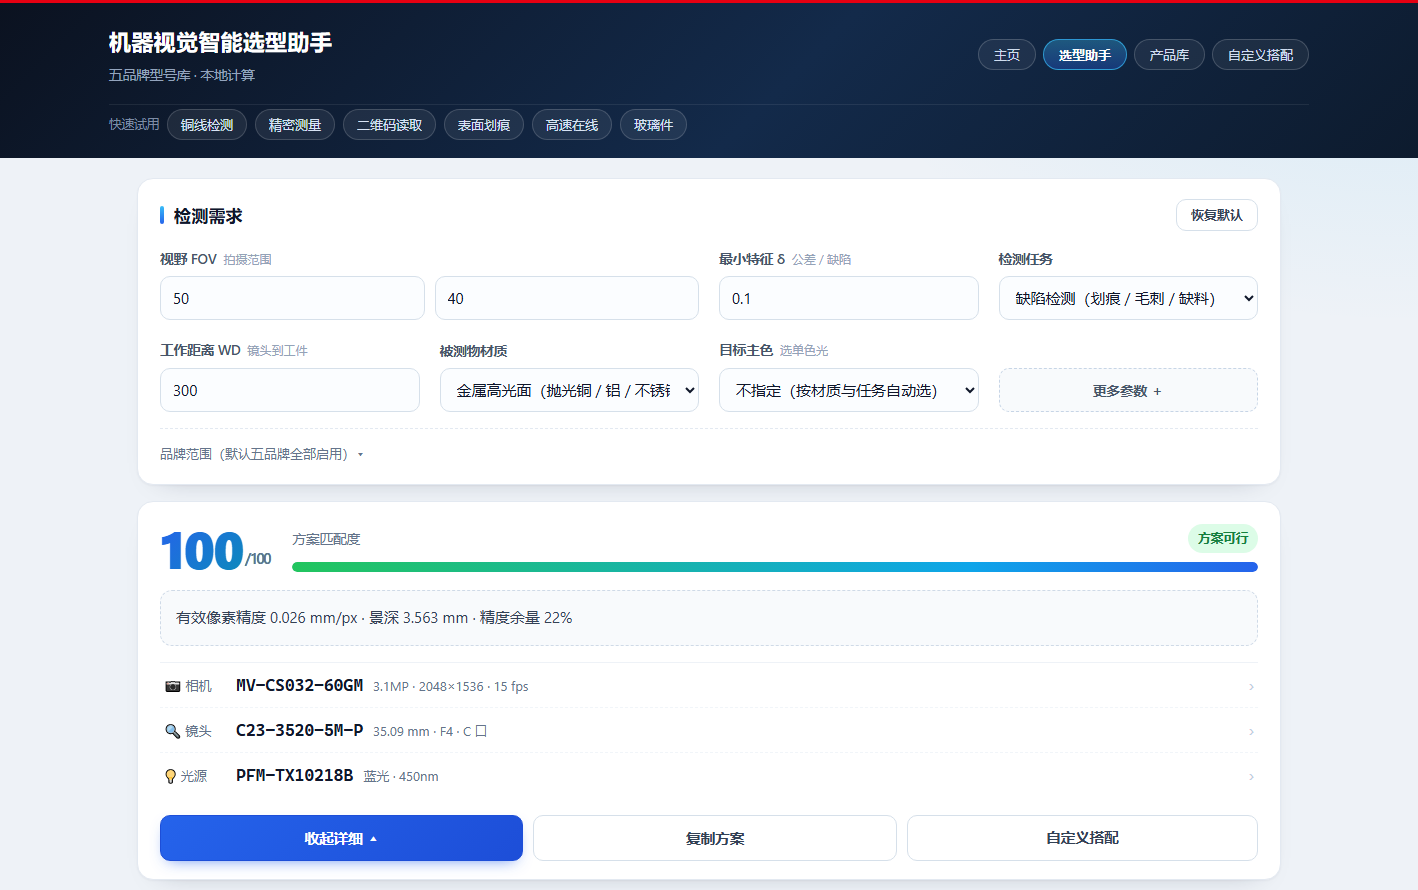 机器视觉智能选型助手
五品牌型号库 · 本地计算
主页 选型助手 产品库 自定义搭配
快速试用 铜线检测 精密测量 二维码读取 表面划痕 高速在线 玻璃件
检测需求
恢复默认
视野 FOV 拍摄范围 最小特征 δ 公差 / 缺陷 检测任务
50 40 0.1 缺陷检测（划痕 / 毛刺 / 缺料）
工作距离 WD 镜头到工件 被测物材质 目标主色 选单色光
300 金属高光面（抛光铜 / 铝 / 不锈 不指定（按材质与任务自动选） 更多参数 +
品牌范围（默认五品牌全部启用） ▾
100/100 方案匹配度 方案可行
有效像素精度 0.026 mm/px · 景深 3.563 mm · 精度余量 22%
相机 MV-CS032-60GM 3.1MP · 2048×1536 · 15 fps ›
镜头 C23-3520-5M-P 35.09 mm · F4 · C 口 ›
光源 PFM-TX10218B 蓝光 · 450nm ›
收起详细 ▴ 复制方案 自定义搭配